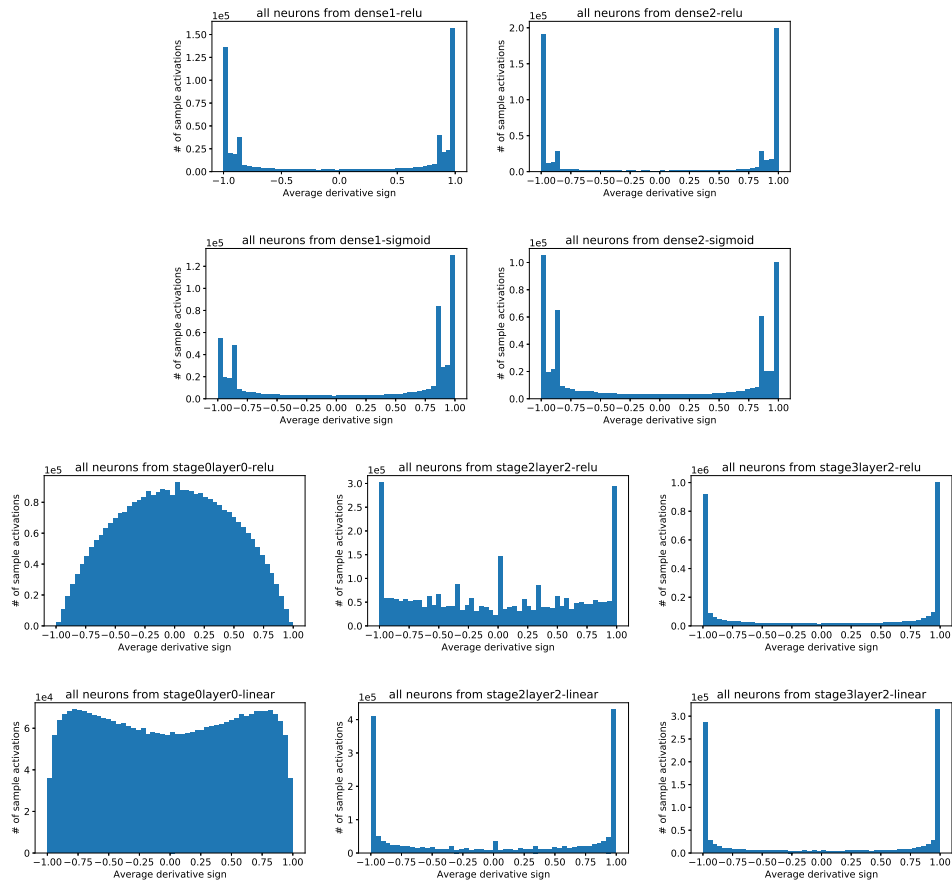 all neurons from dense1-relu
1e5
# of sample activations
1.50
1.25
1.00
0.75
0.50
0.25
0.00
−1.0 −0.5 0.0 0.5 1.0
Average derivative sign
all neurons from dense2-relu
1e5
# of sample activations
2.0
1.5
1.0
0.5
0.0
−1.00 −0.75 −0.50 −0.25 0.00 0.25 0.50 0.75 1.00
Average derivative sign
all neurons from dense1-sigmoid
1e5
# of sample activations
1.2
1.0
0.8
0.6
0.4
0.2
0.0
−1.00 −0.75 −0.50 −0.25 0.00 0.25 0.50 0.75 1.00
Average derivative sign
all neurons from dense2-sigmoid
1e5
# of sample activations
1.0
0.8
0.6
0.4
0.2
0.0
−1.00 −0.75 −0.50 −0.25 0.00 0.25 0.50 0.75 1.00
Average derivative sign
all neurons from stage0layer0-relu
1e5
# of sample activations
0.8
0.6
0.4
0.2
0.0
−1.00 −0.75 −0.50 −0.25 0.00 0.25 0.50 0.75 1.00
Average derivative sign
all neurons from stage2layer2-relu
1e5
# of sample activations
3.0
2.5
2.0
1.5
1.0
0.5
0.0
−1.00 −0.75 −0.50 −0.25 0.00 0.25 0.50 0.75 1.00
Average derivative sign
all neurons from stage3layer2-relu
1e6
# of sample activations
1.0
0.8
0.6
0.4
0.2
0.0
−1.00 −0.75 −0.50 −0.25 0.00 0.25 0.50 0.75 1.00
Average derivative sign
all neurons from stage0layer0-linear
1e4
# of sample activations
6
4
2
0
−1.00 −0.75 −0.50 −0.25 0.00 0.25 0.50 0.75 1.00
Average derivative sign
all neurons from stage2layer2-linear
1e5
# of sample activations
4
3
2
1
0
−1.00 −0.75 −0.50 −0.25 0.00 0.25 0.50 0.75 1.00
Average derivative sign
all neurons from stage3layer2-linear
1e5
# of sample activations
3.0
2.5
2.0
1.5
1.0
0.5
0.0
−1.00 −0.75 −0.50 −0.25 0.00 0.25 0.50 0.75 1.00
Average derivative sign